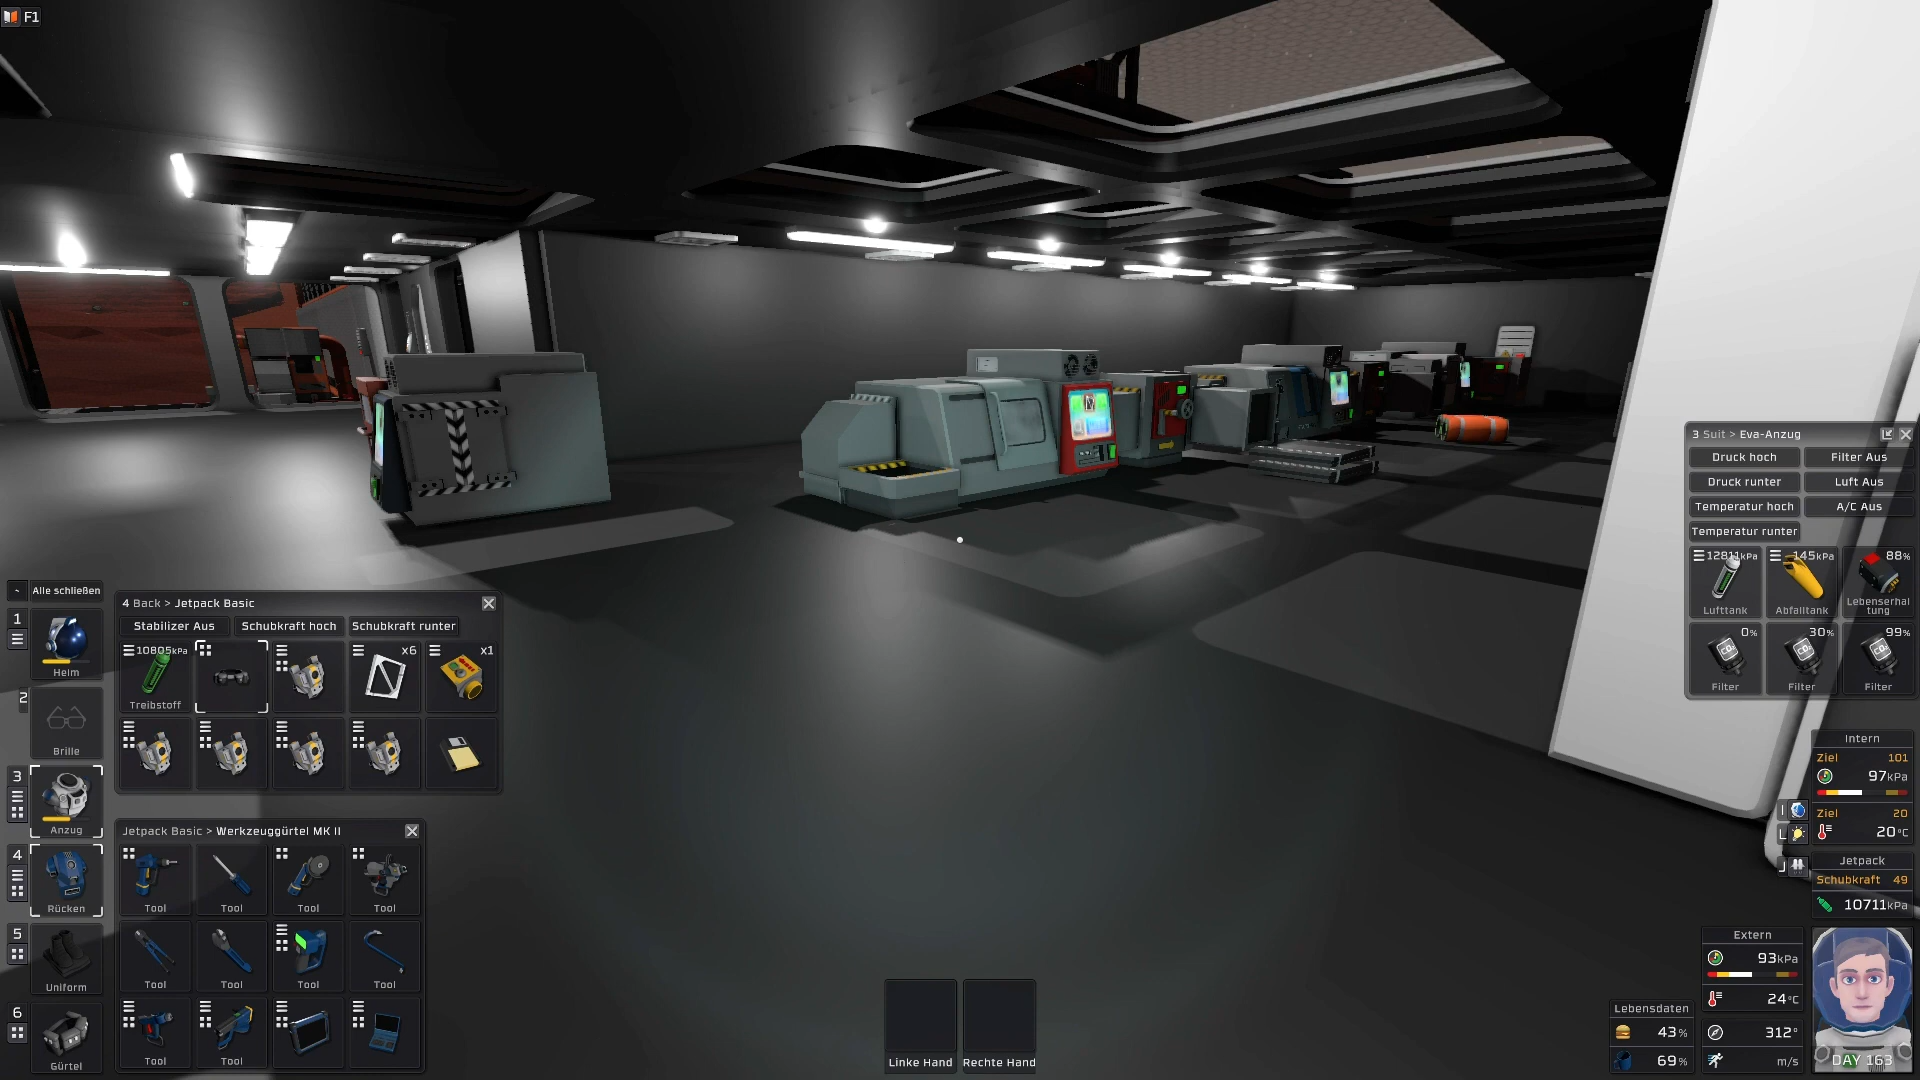 F1
~ Alle schließen
1
Helm
2
Brille
3
Anzug
4
Rücken
5
Uniform
6
Gürtel
4 Back > Jetpack Basic
Stabilizer Aus Schubkraft hoch Schubkraft runter
10805kPa x6 x1
Treibstoff
Jetpack Basic > Werkzeuggürtel MK II
Tool Tool Tool Tool
Tool Tool Tool Tool
Tool Tool
Linke Hand Rechte Hand
3 Suit > Eva-Anzug
Druck hoch Filter Aus
Druck runter Luft Aus
Temperatur hoch A/C Aus
Temperatur runter
12811kPa 145kPa 88%
Lufttank Abfalltank Lebenserhal
tung
0% 30% 99%
Filter Filter Filter
Intern
Ziel 101
97kPa
Ziel 20
20°C
I
L
J
Jetpack
Schubkraft 49
10711kPa
Extern
93kPa
24°C
312°
m/s
Lebensdaten
43%
69%
DAY 163